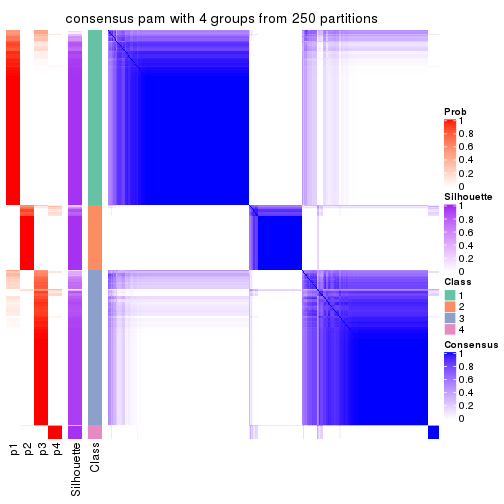 consensus pam with 4 groups from 250 partitions
Prob
1
0.8
0.6
0.4
0.2
0
Silhouette
1
0.8
0.6
0.4
0.2
0
Class
1
2
3
4
Consensus
1
0.8
0.6
0.4
0.2
0
p1
p2
p3
p4
Silhouette
Class